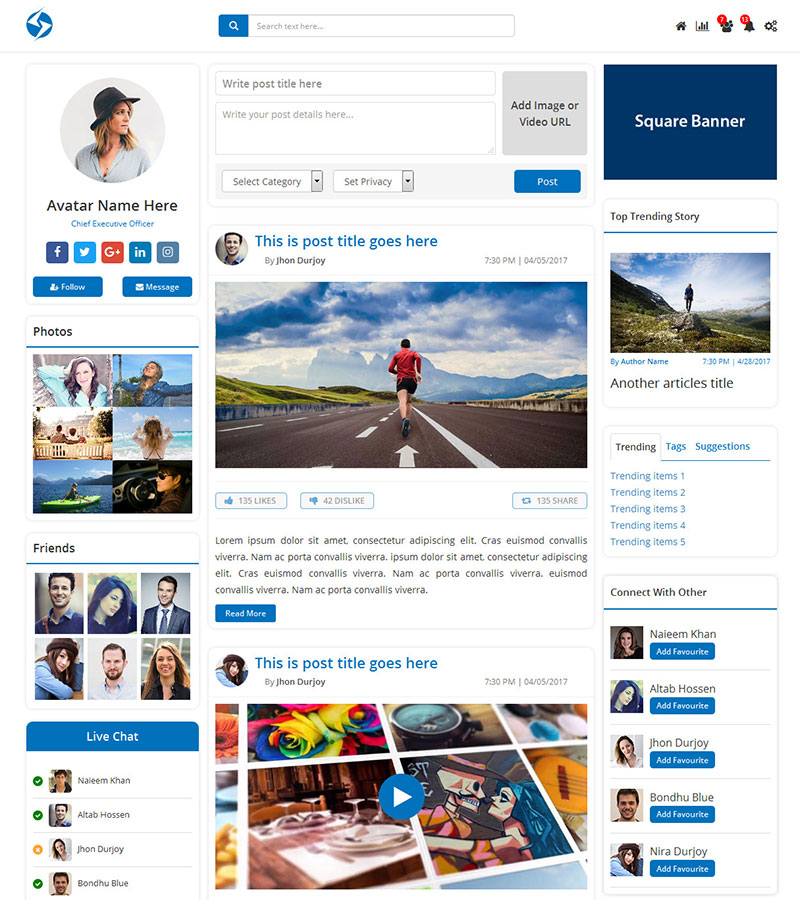 Search text here...
7
13
Avatar Name Here
Chief Executive Officer
f
G+
in
Follow
Message
Photos
Friends
Live Chat
Naieem Khan
Altab Hossen
Jhon Durjoy
Bondhu Blue
Write post title here
Write your post details here...
Add Image or
Video URL
Select Category
Set Privacy
Post
This is post title goes here
By Jhon Durjoy
7:30 PM | 04/05/2017
135 LIKES
42 DISLIKE
135 SHARE
Lorem ipsum dolor sit amet, consectetur adipiscing elit. Cras euismod convallis
viverra. Nam ac porta convallis viverra. ipsum dolor sit amet, consectetur adipiscing
elit. Cras euismod convallis viverra. Nam ac porta convallis viverra. euismod
convallis viverra. Nam ac porta convallis viverra.
Read More
This is post title goes here
By Jhon Durjoy
7:30 PM | 04/05/2017
Square Banner
Top Trending Story
By Author Name
7:30 PM | 4/28/2017
Another articles title
Trending Tags Suggestions
Trending items 1
Trending items 2
Trending items 3
Trending items 4
Trending items 5
Connect With Other
Naieem Khan
Add Favourite
Altab Hossen
Add Favourite
Jhon Durjoy
Add Favourite
Bondhu Blue
Add Favourite
Nira Durjoy
Add Favourite